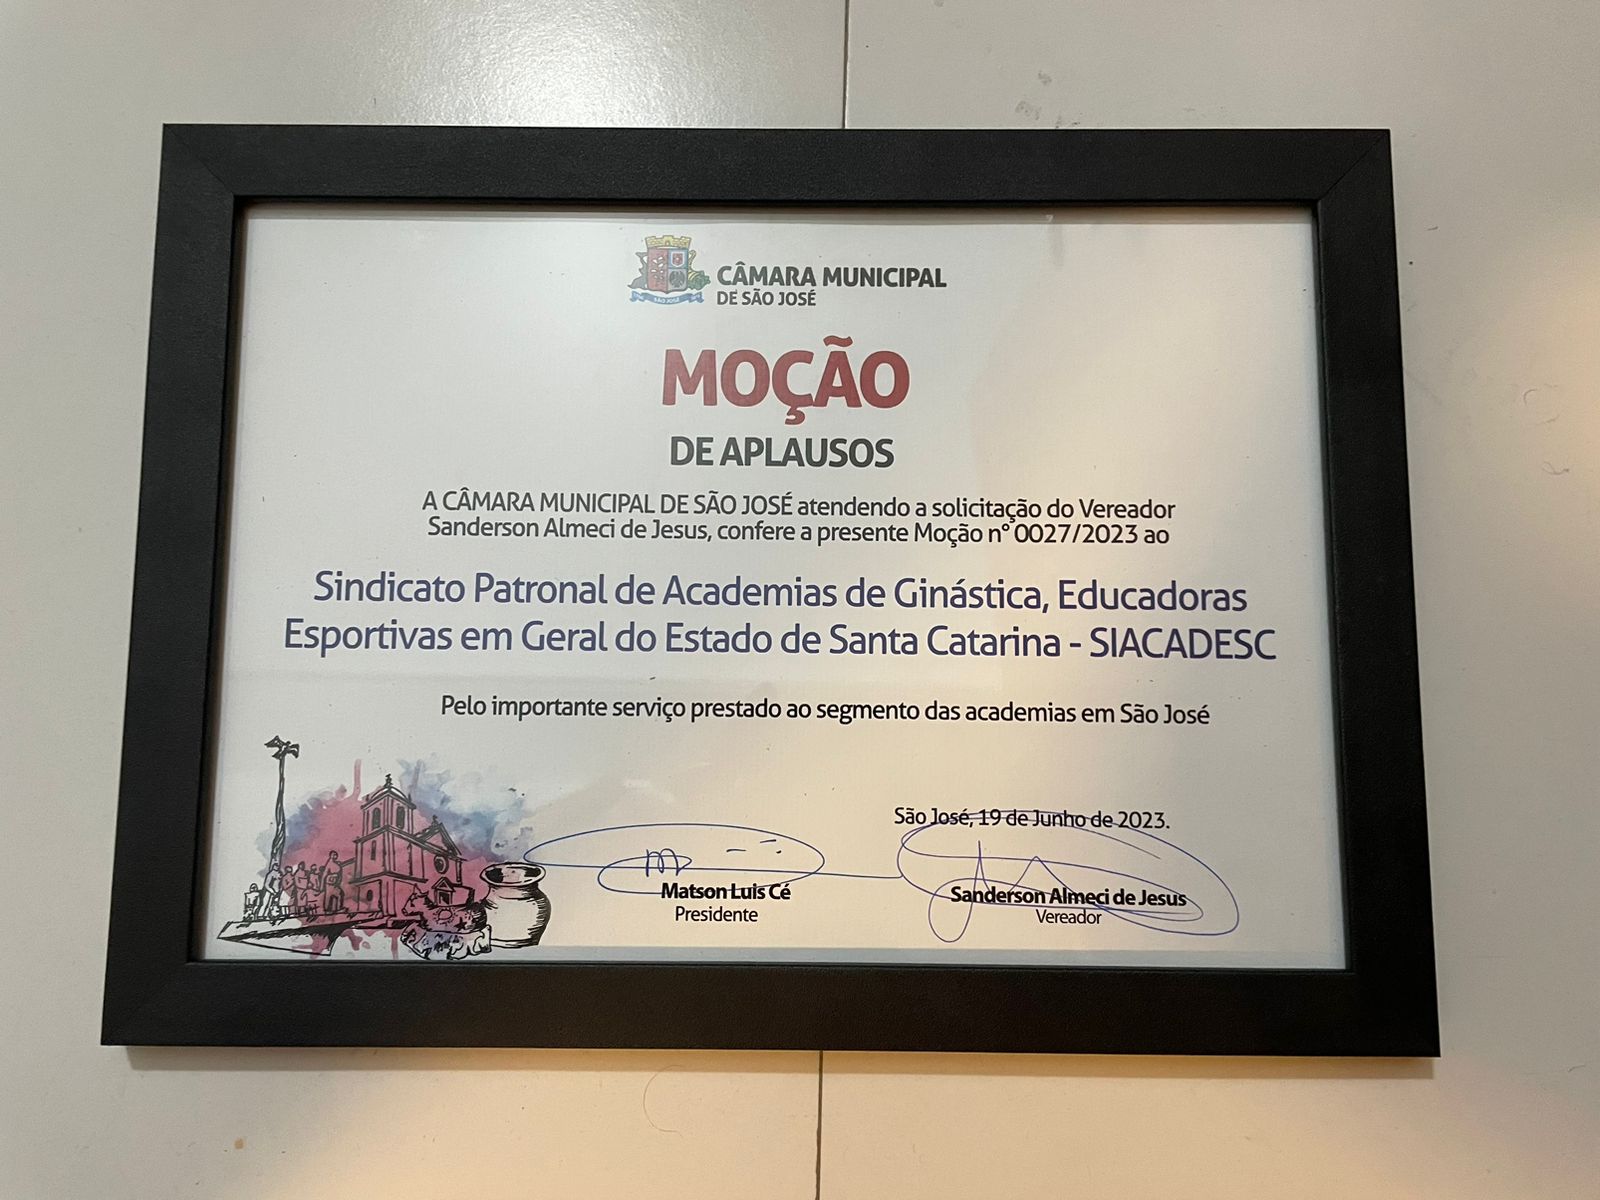 CÂMARA MUNICIPAL
DE SÃO JOSÉ
SÃO JOSÉ
MOÇÃO
DE APLAUSOS
A CÂMARA MUNICIPAL DE SÃO JOSÉ atendendo a solicitação do Vereador
Sanderson Almeci de Jesus, confere a presente Moção n° 0027/2023 ao
Sindicato Patronal de Academias de Ginástica, Educadoras
Esportivas em Geral do Estado de Santa Catarina - SIACADESC
Pelo importante serviço prestado ao segmento das academias em São José
São José, 19 de Junho de 2023.
Matson Luis Cé
Presidente
Sanderson Almeci de Jesus
Vereador